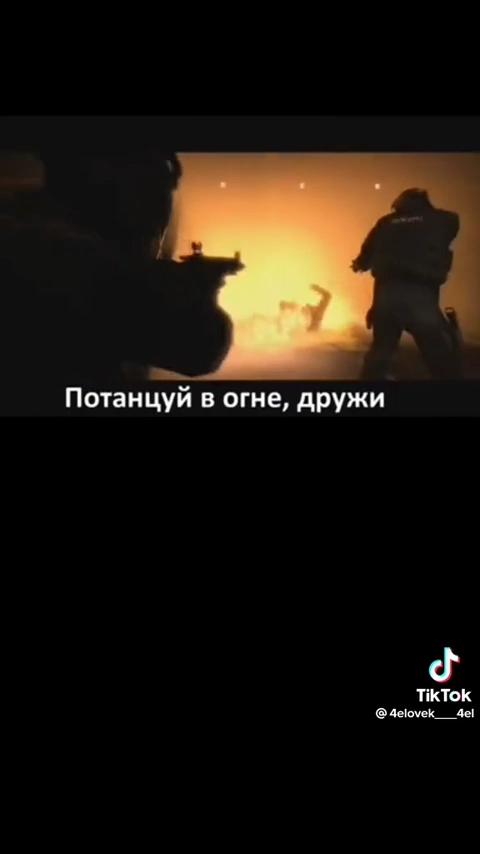 Потанцуй в огне, дружи
TikTok
@4elovek___4el